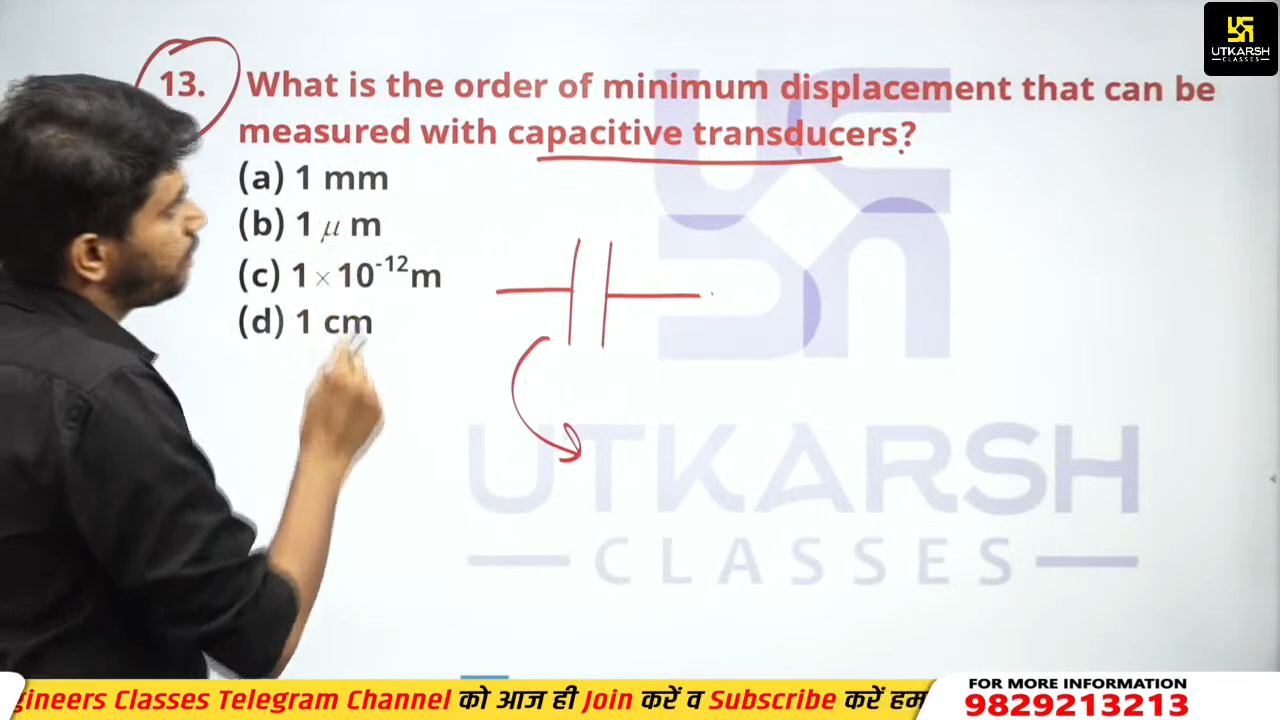 UTKARSH
CLASSES
13. What is the order of minimum displacement that can be
measured with capacitive transducers?
(a) 1 mm
(b) 1 μ m
(c) 1 × 10⁻¹² m
(d) 1 cm
UTKARSH
CLASSES
gineers Classes Telegram Channel को आज ही Join करें व Subscribe करें हम
FOR MORE INFORMATION
9829213213